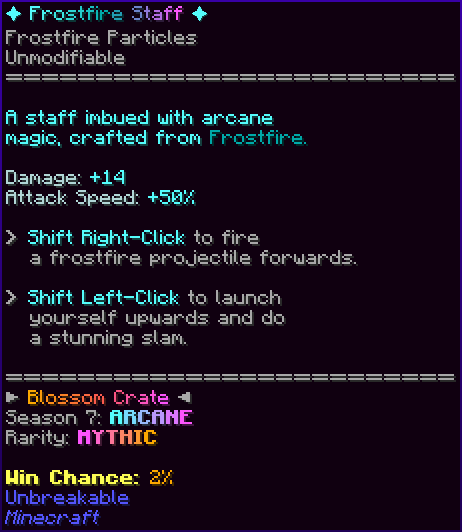 ✦ Frostfire Staff ✦
Frostfire Particles
Unmodifiable
==============================
A staff imbued with arcane
magic, crafted from Frostfire.
Damage: +14
Attack Speed: +50%
> Shift Right-Click to fire
a frostfire projectile forwards.
> Shift Left-Click to launch
yourself upwards and do
a stunning slam.
==============================
► Blossom Crate ◄
Season 7: ARCANE
Rarity: MYTHIC
Win Chance: 2%
Unbreakable
Minecraft